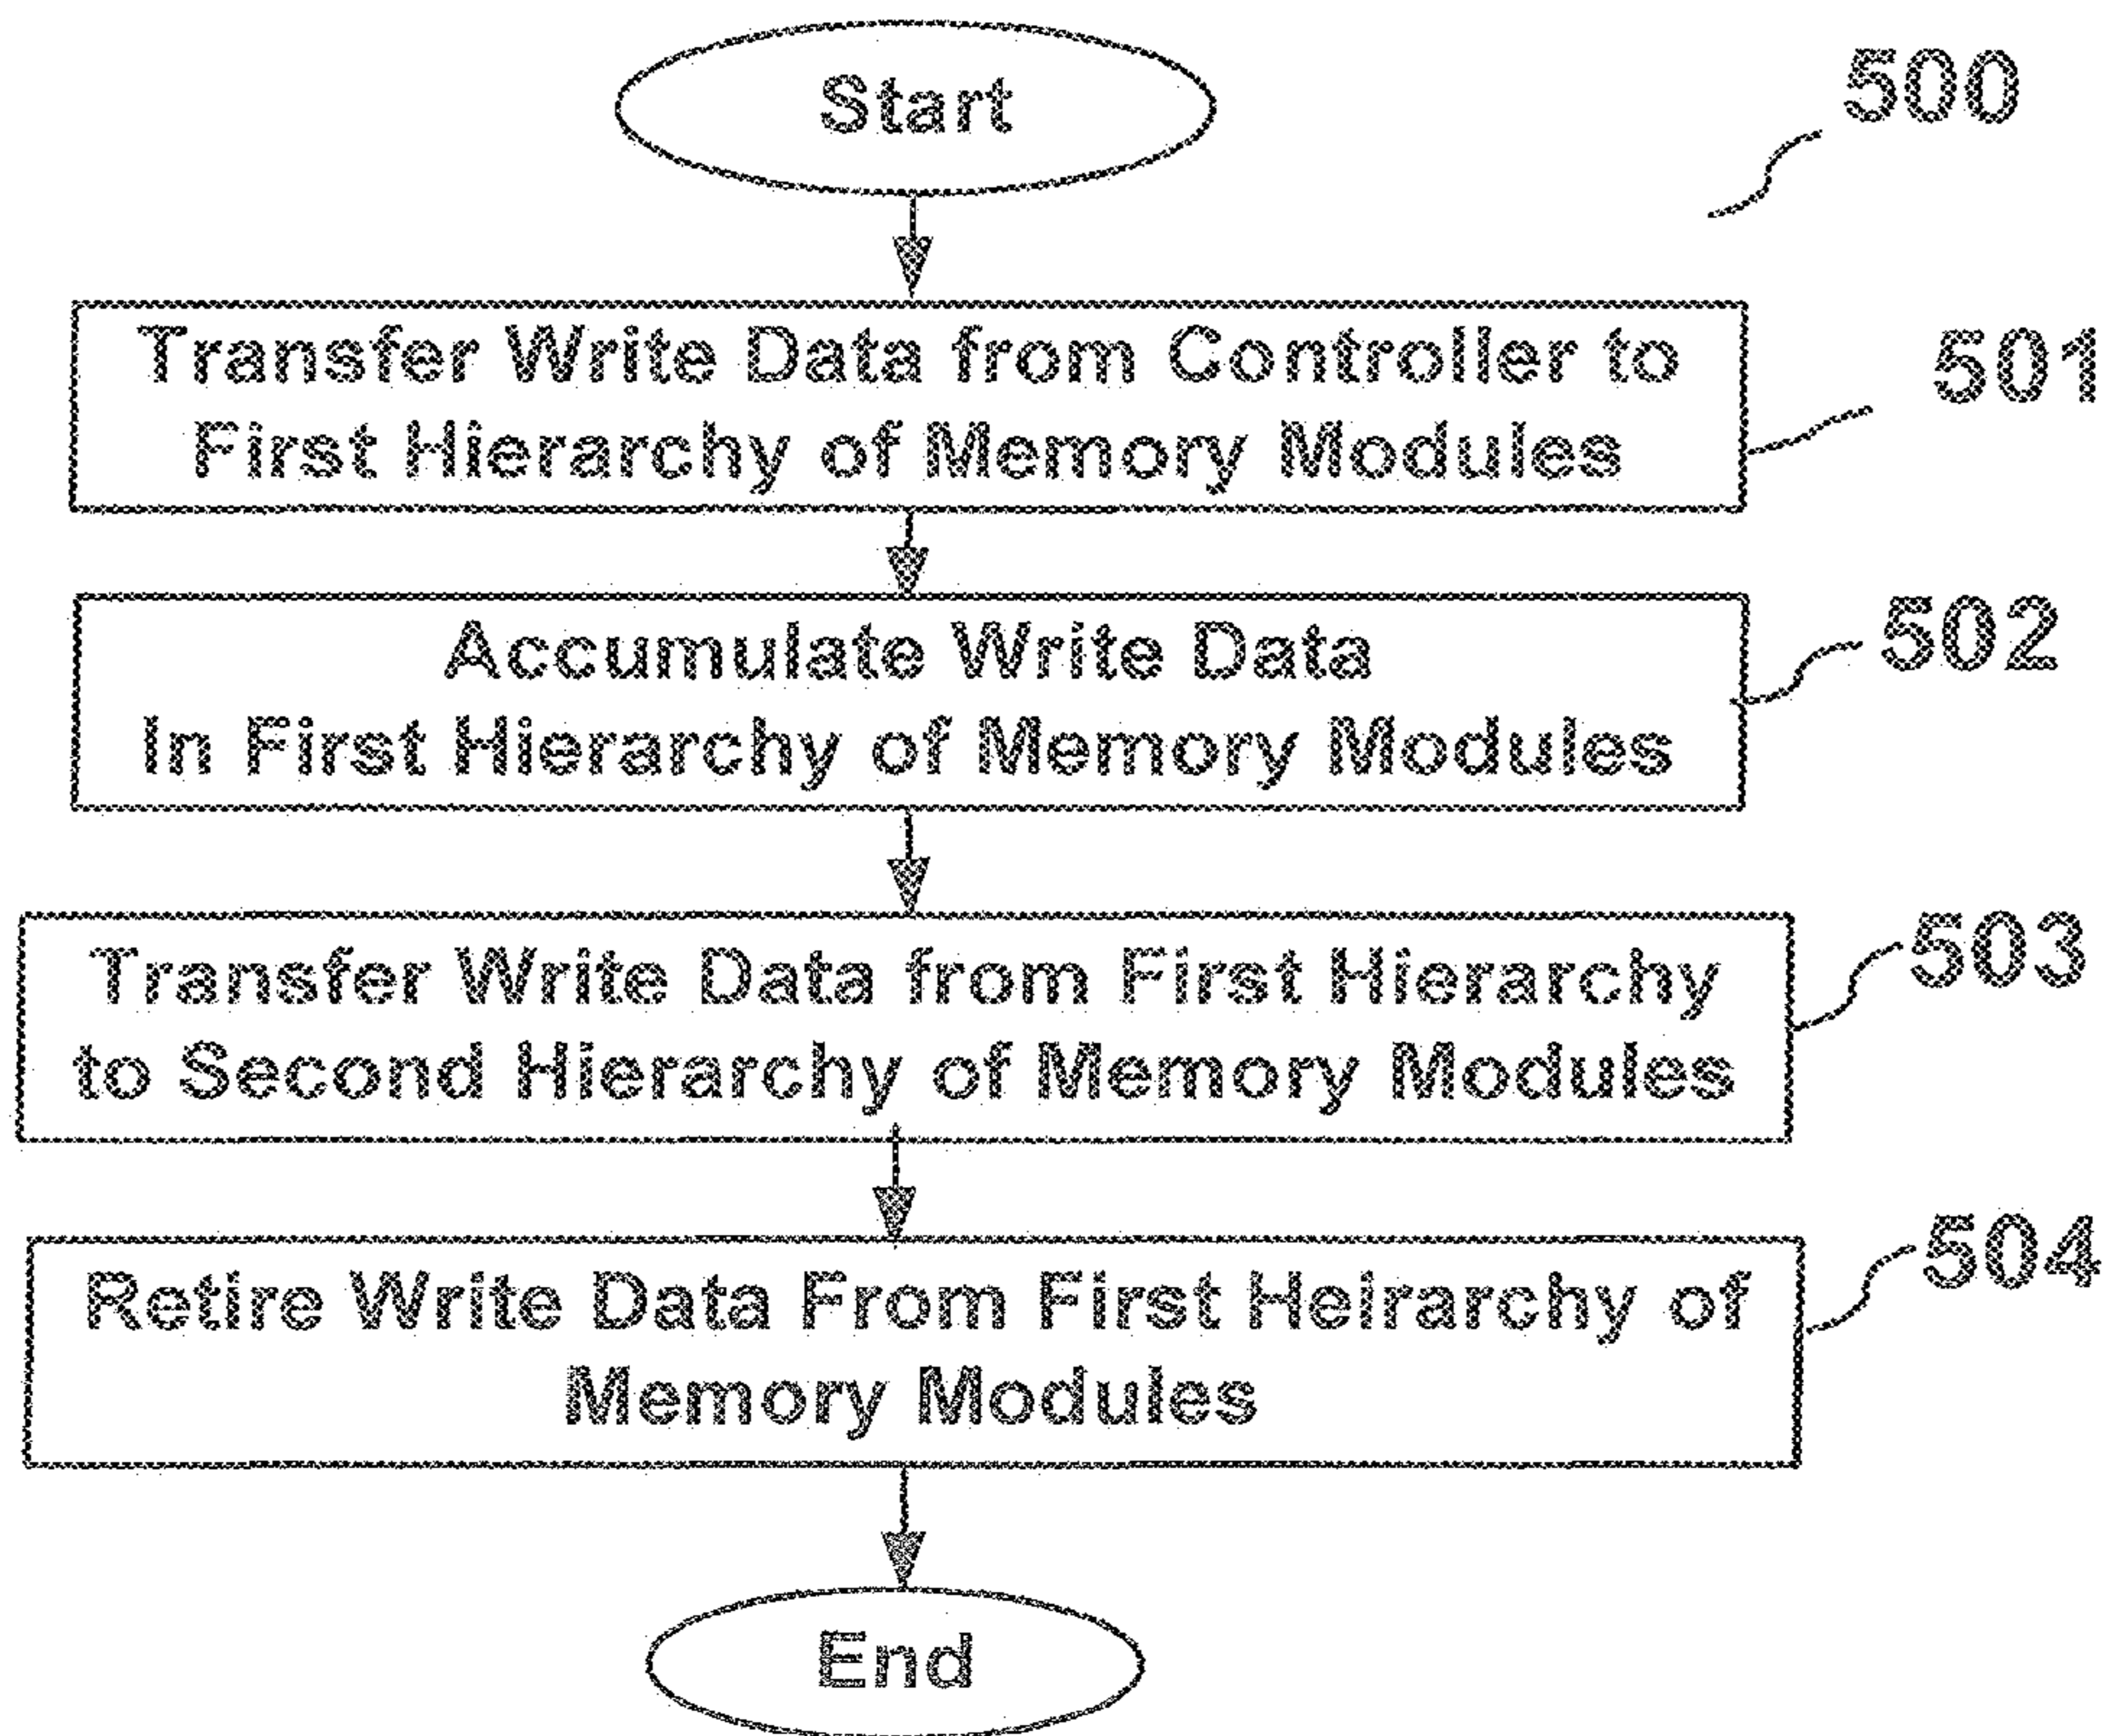 Start
500
Transfer Write Data from Controller to
First Hierarchy of Memory Modules
501
Accumulate Write Data
In First Hierarchy of Memory Modules
502
Transfer Write Data from First Hierarchy
to Second Hierarchy of Memory Modules
503
Retire Write Data From First Heirarchy of
Memory Modules
504
End